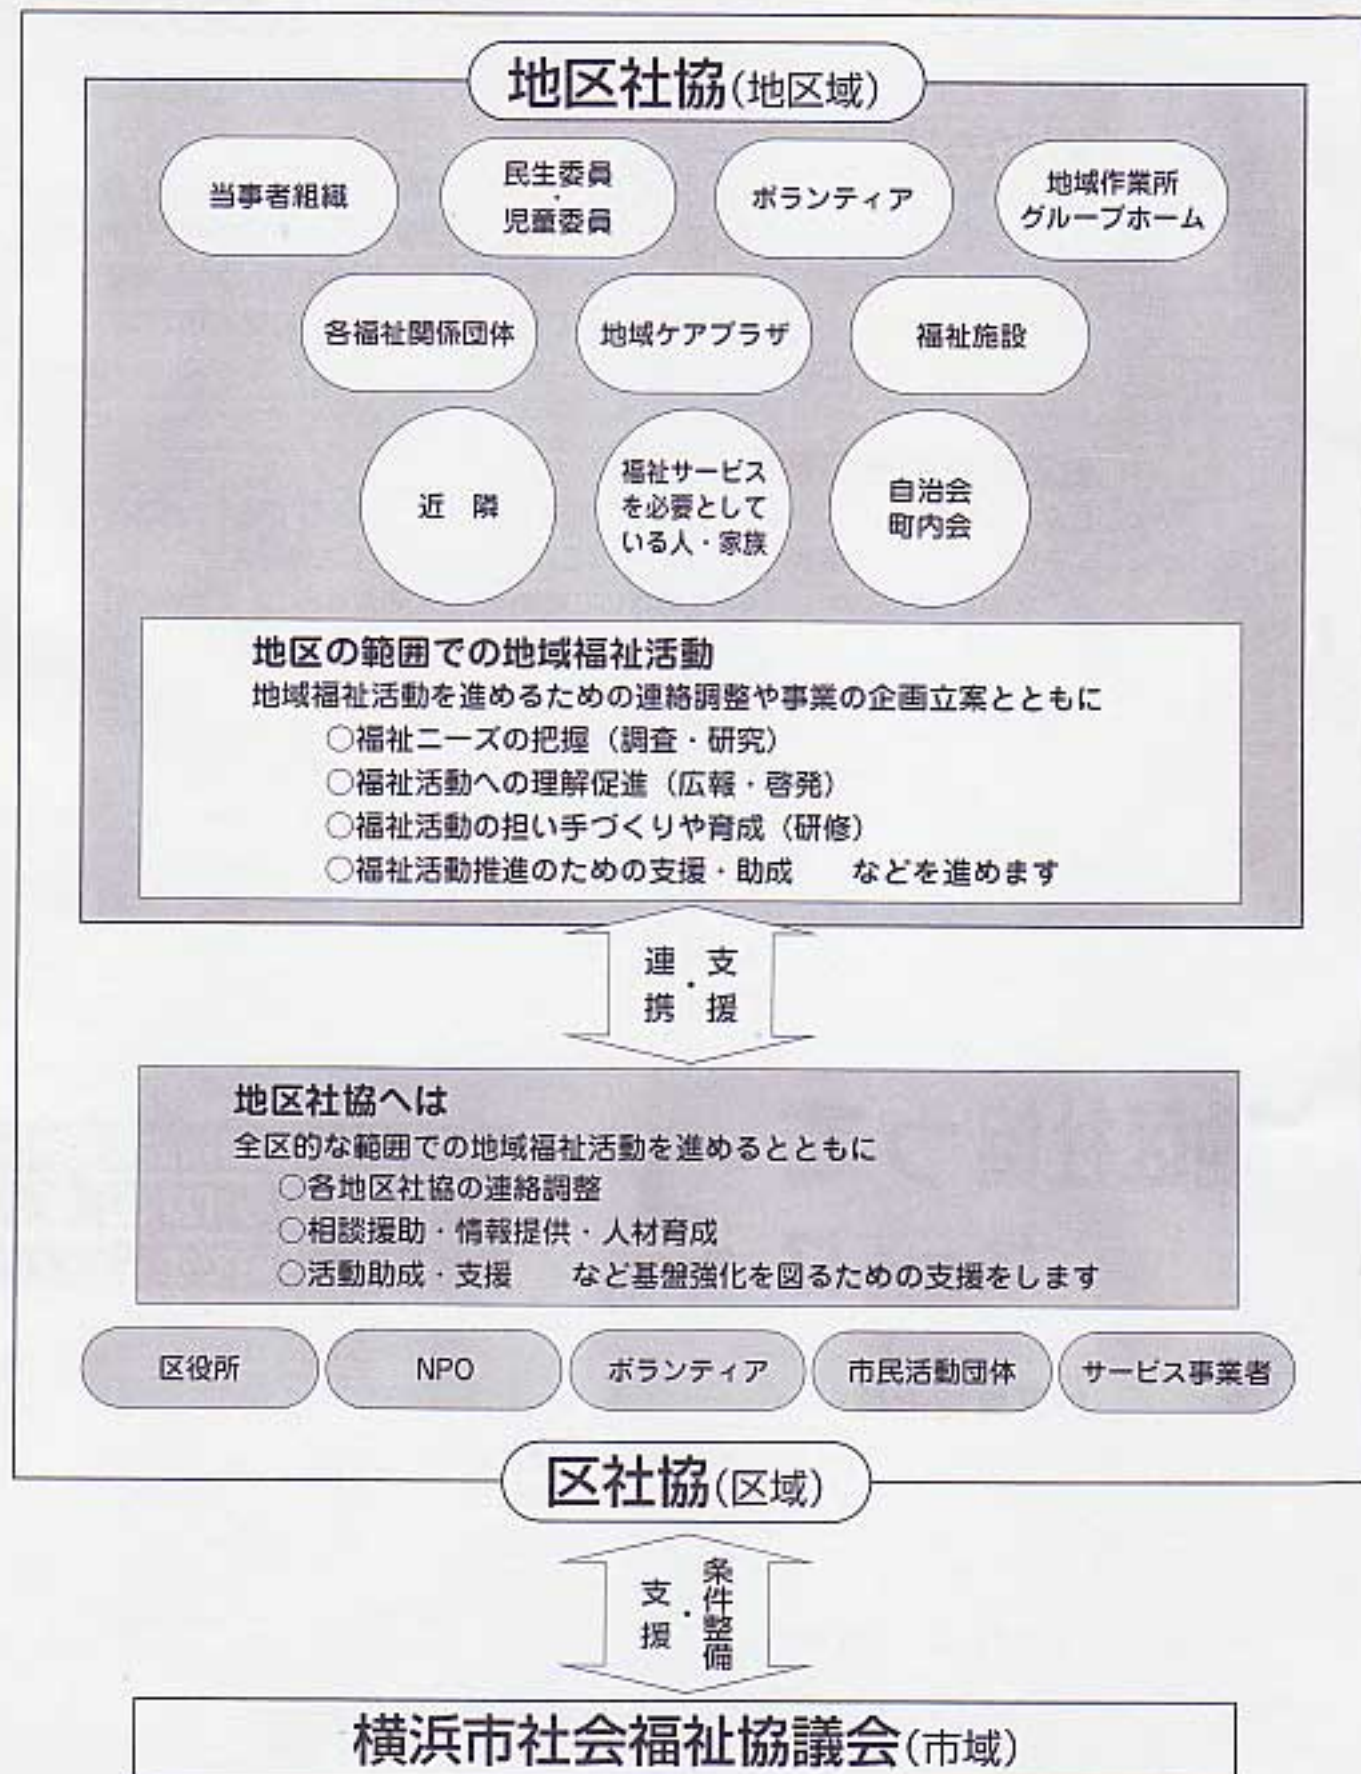 地区社協(地区域)
当事者組織
民生委員
・
児童委員
ボランティア
地域作業所
グループホーム
各福祉関係団体
地域ケアプラザ
福祉施設
近 隣
福祉サービス
を必要として
いる人・家族
自治会
町内会
地区の範囲での地域福祉活動
地域福祉活動を進めるための連絡調整や事業の企画立案とともに
○福祉ニーズの把握（調査・研究）
○福祉活動への理解促進（広報・啓発）
○福祉活動の担い手づくりや育成（研修）
○福祉活動推進のための支援・助成　などを進めます
連携・支援
地区社協へは
全区的な範囲での地域福祉活動を進めるとともに
○各地区社協の連絡調整
○相談援助・情報提供・人材育成
○活動助成・支援　など基盤強化を図るための支援をします
区役所
NPO
ボランティア
市民活動団体
サービス事業者
区社協(区域)
支援・条件整備
横浜市社会福祉協議会(市域)